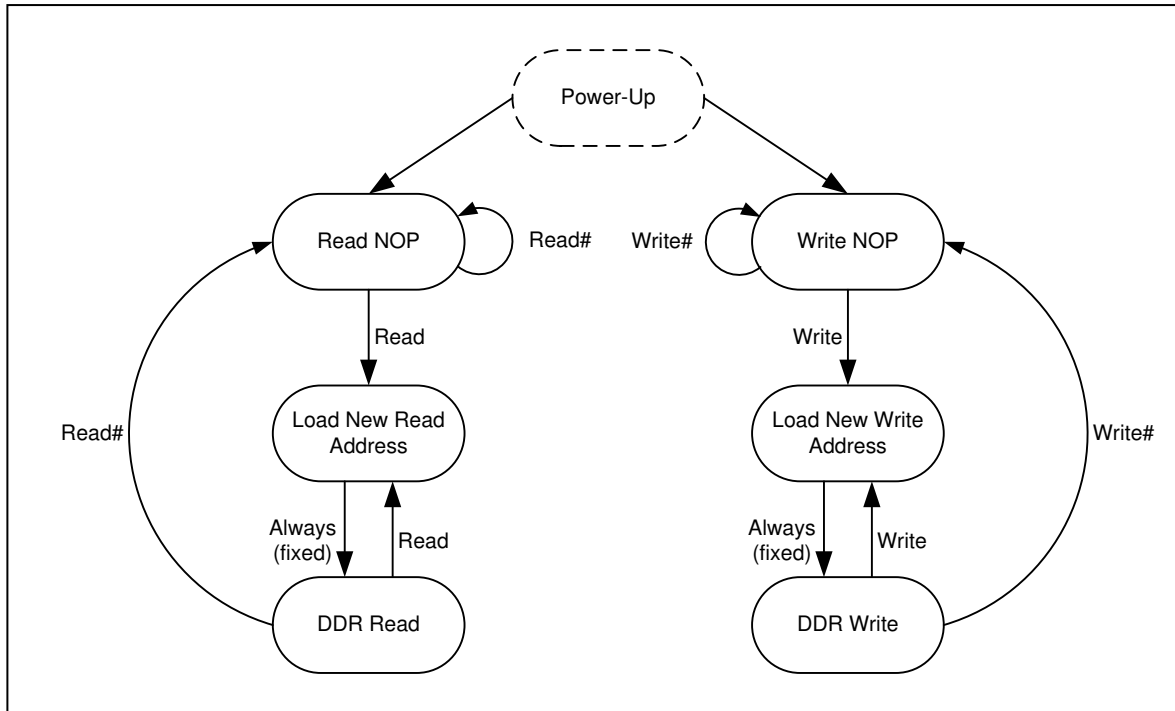 Power-Up
Read NOP
Read#
Write#
Write NOP
Read
Write
Load New Read
Address
Load New Write
Address
Read#
Write#
Always
(fixed)
Read
Always
(fixed)
Write
DDR Read
DDR Write